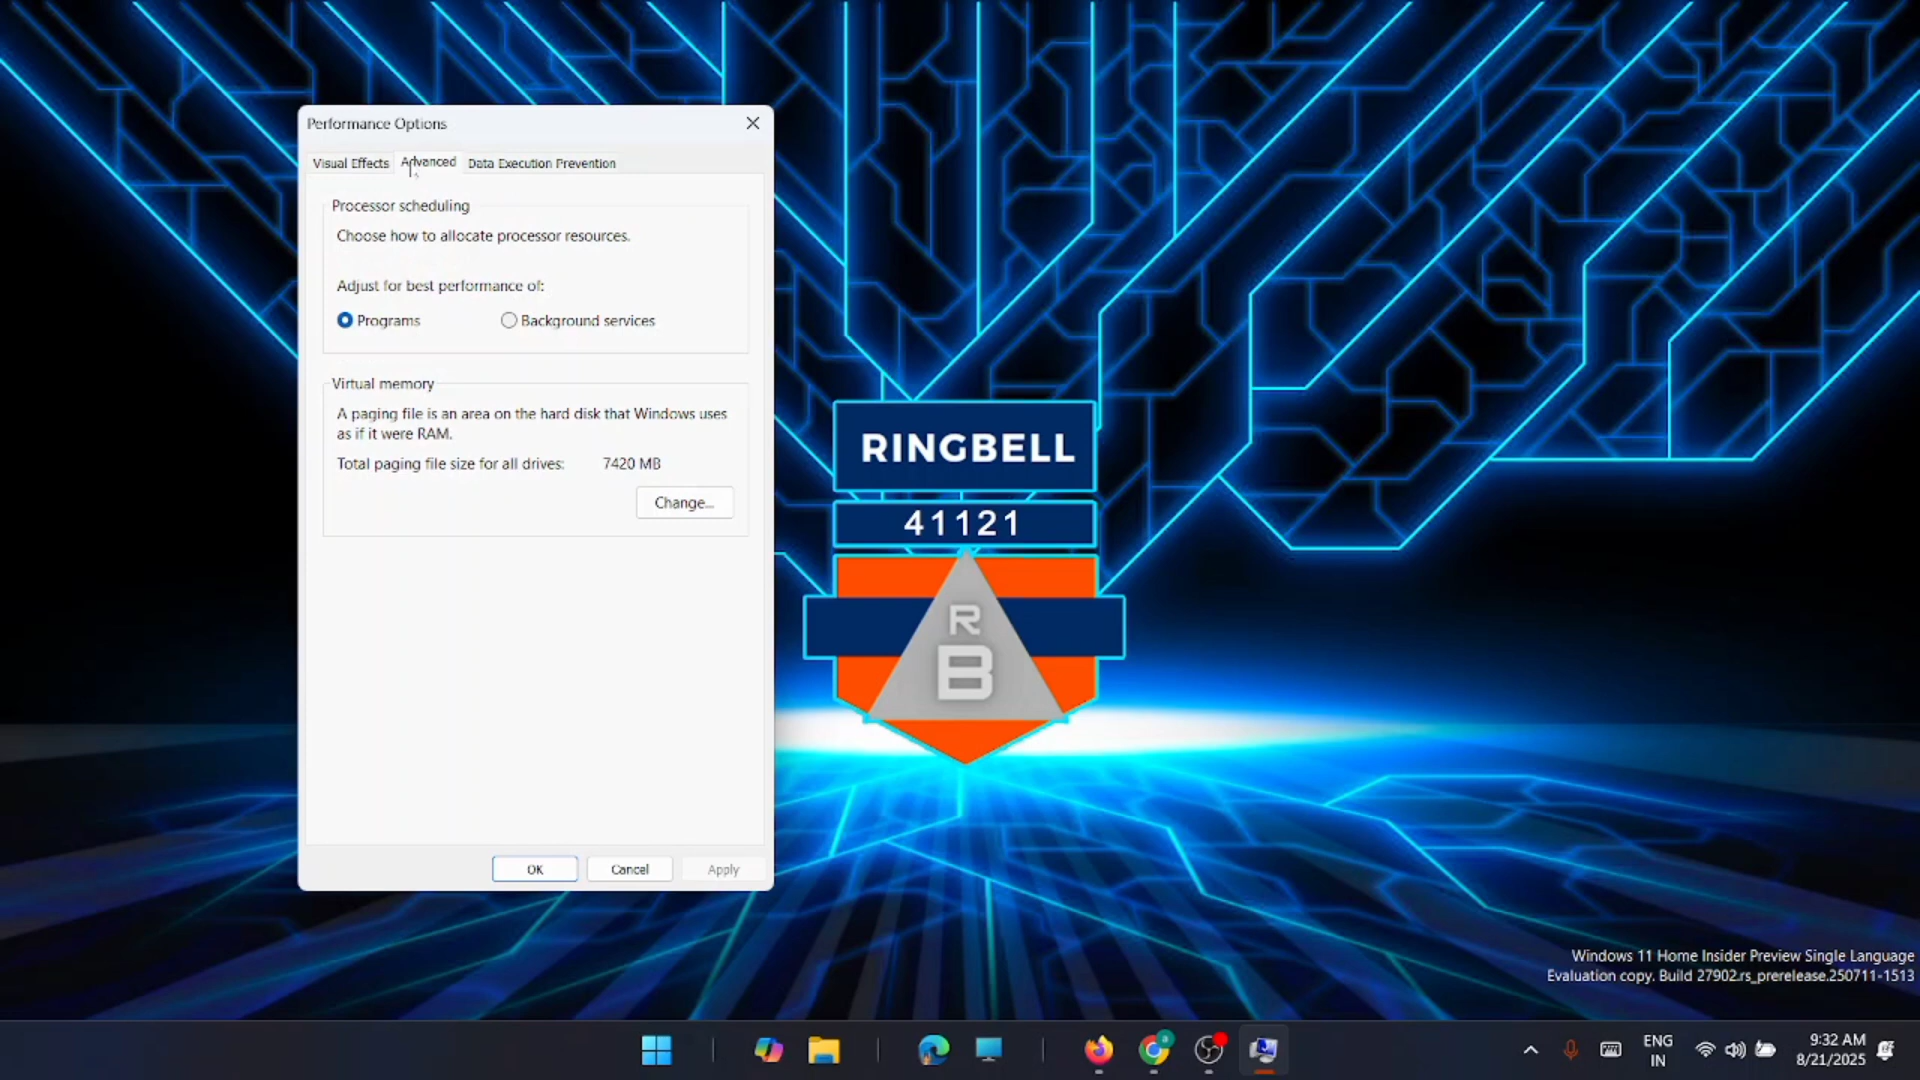 Performance Options
Visual Effects
Advanced
Data Execution Prevention
Processor scheduling
Choose how to allocate processor resources.
Adjust for best performance of:
Programs
Background services
Virtual memory
A paging file is an area on the hard disk that Windows uses
as if it were RAM.
Total paging file size for all drives: 7420 MB
Change...
OK
Cancel
Apply
RINGBELL
41121
R
B
Windows 11 Home Insider Preview Single Language
Evaluation copy. Build 27902.rs_prerelease.250711-1513
a
ENG
IN
9:32 AM
8/21/2025